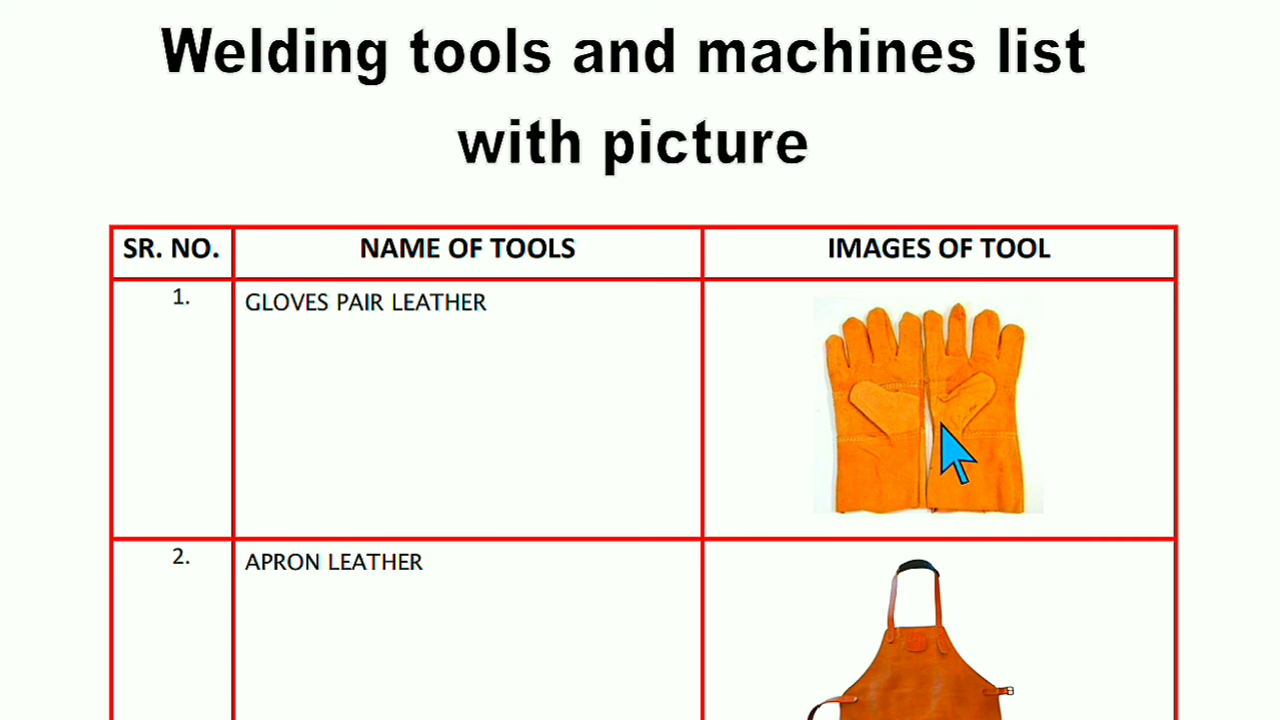 Welding tools and machines list
with picture
SR. NO. NAME OF TOOLS IMAGES OF TOOL
1. GLOVES PAIR LEATHER
2. APRON LEATHER